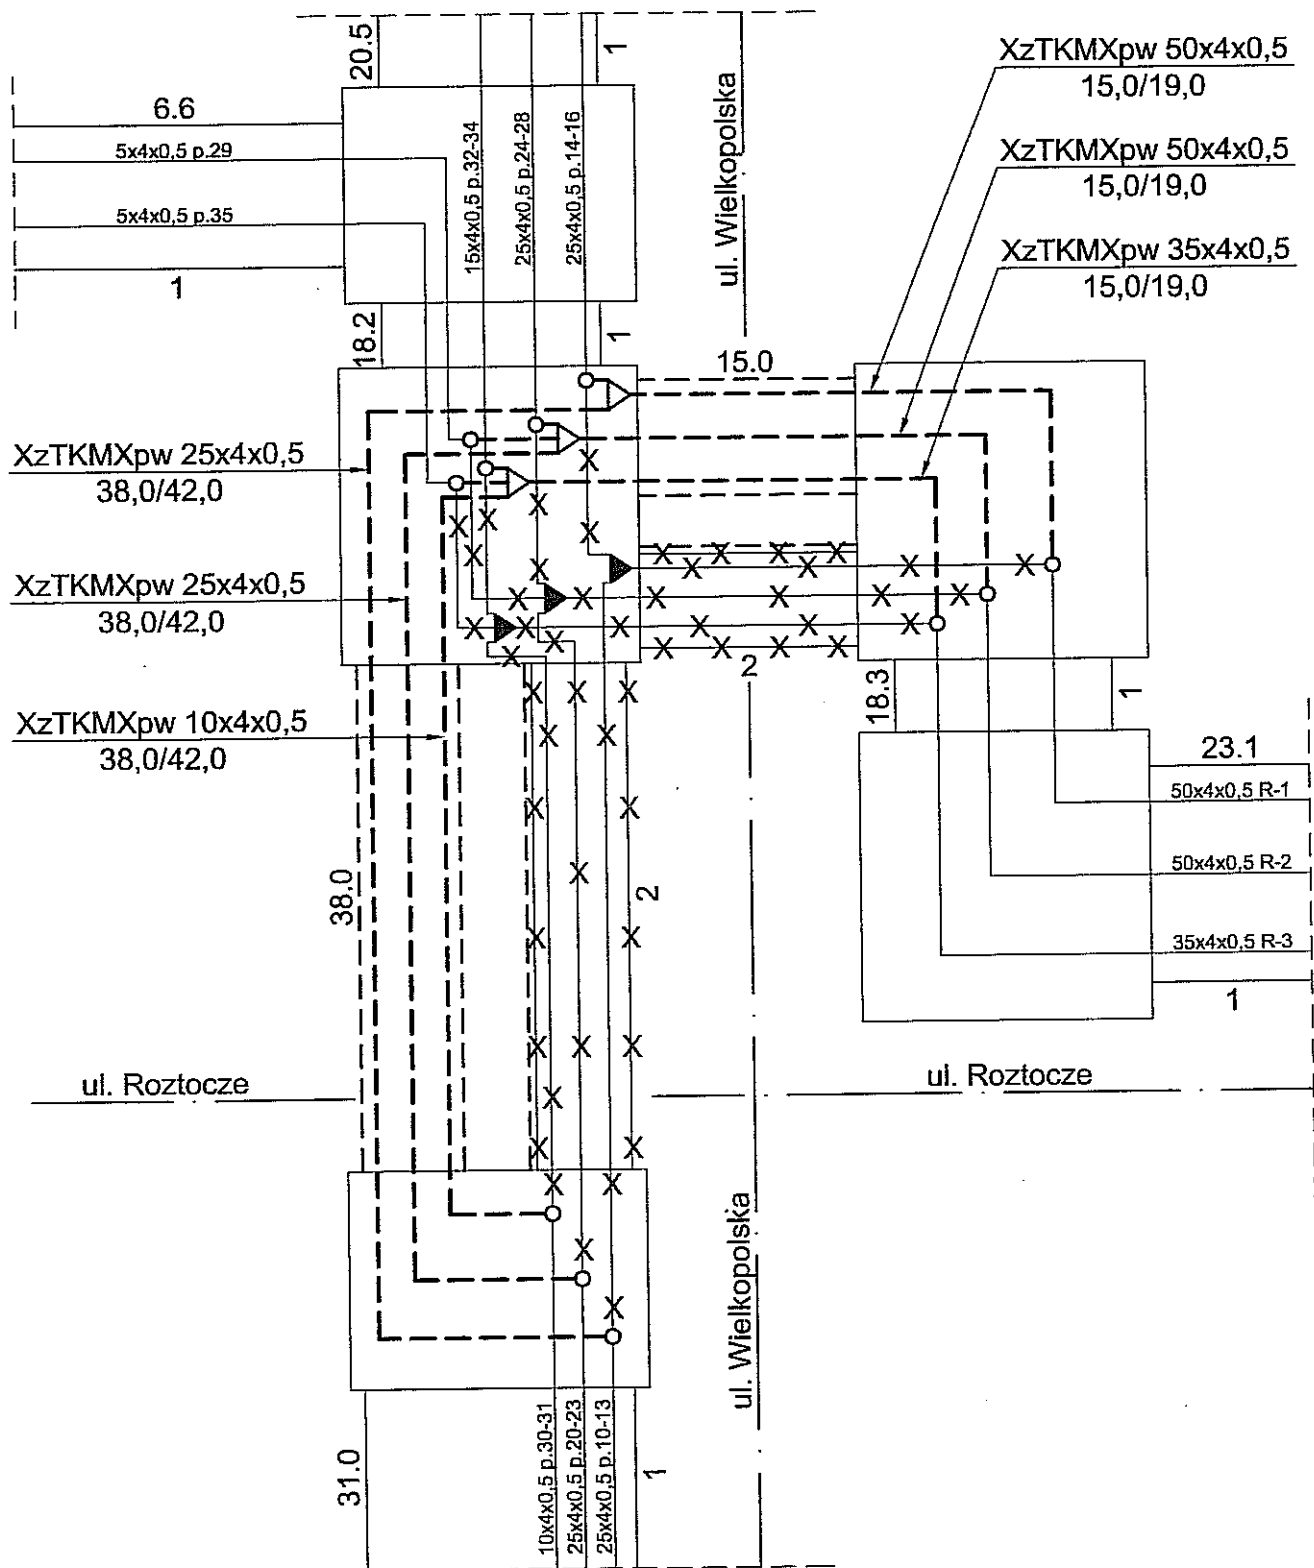 20.5
1
6.6
5x4x0,5 p.29
5x4x0,5 p.35
1
15x4x0,5 p.32-34
25x4x0,5 p.24-28
25x4x0,5 p.14-16
ul. Wielkopolska
XzTKMXpw 50x4x0,5
15,0/19,0
XzTKMXpw 50x4x0,5
15,0/19,0
XzTKMXpw 35x4x0,5
15,0/19,0
18.2
1
15.0
XzTKMXpw 25x4x0,5
38,0/42,0
XzTKMXpw 25x4x0,5
38,0/42,0
XzTKMXpw 10x4x0,5
38,0/42,0
2
18.3
1
23.1
50x4x0,5 R-1
50x4x0,5 R-2
35x4x0,5 R-3
1
38.0
2
ul. Roztocze
ul. Roztocze
ul. Wielkopolska
31.0
10x4x0,5 p.30-31
25x4x0,5 p.20-23
25x4x0,5 p.10-13
1